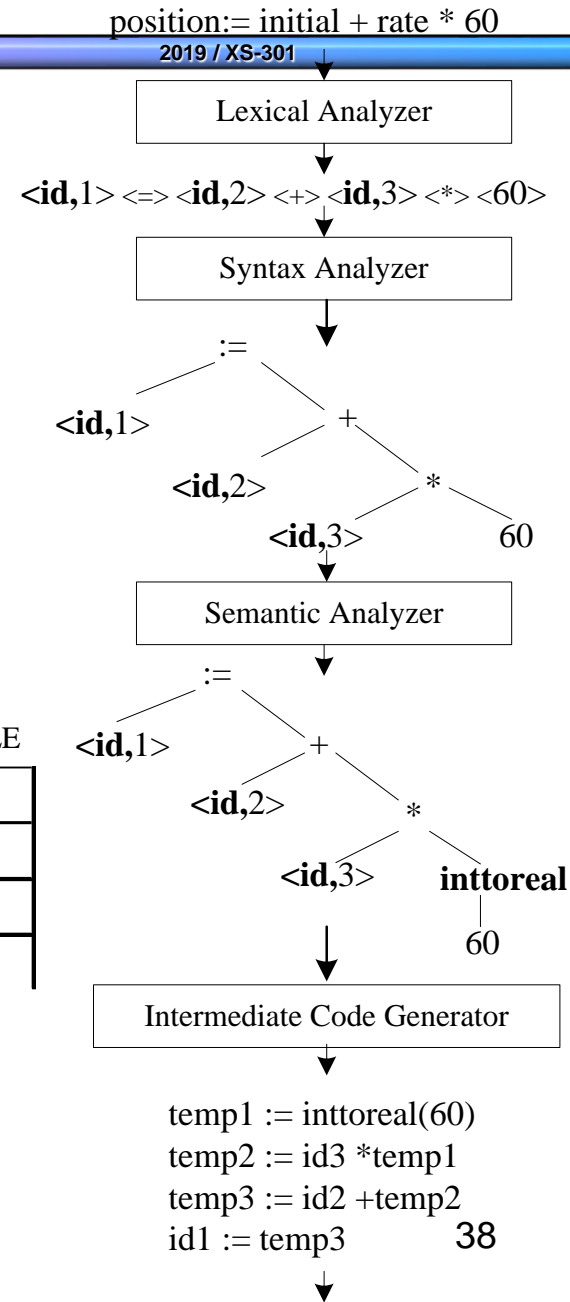 position:= initial + rate * 60
2019 / XS-301
Lexical Analyzer
<id,1> <=> <id,2> <+> <id,3> <*> <60>
Syntax Analyzer
:=
<id,1> +
<id,2> *
<id,3> 60
Semantic Analyzer
:=
<id,1> +
<id,2> *
<id,3> inttoreal
60
Intermediate Code Generator
temp1 := inttoreal(60)
temp2 := id3 *temp1
temp3 := id2 +temp2
id1 := temp3 38